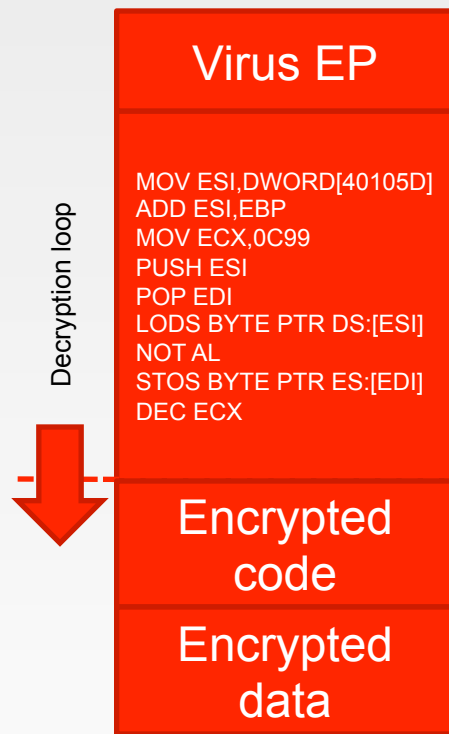 Virus EP
Decryption loop
MOV ESI,DWORD[40105D]
ADD ESI,EBP
MOV ECX,0C99
PUSH ESI
POP EDI
LODS BYTE PTR DS:[ESI]
NOT AL
STOS BYTE PTR ES:[EDI]
DEC ECX
Encrypted
code
Encrypted
data